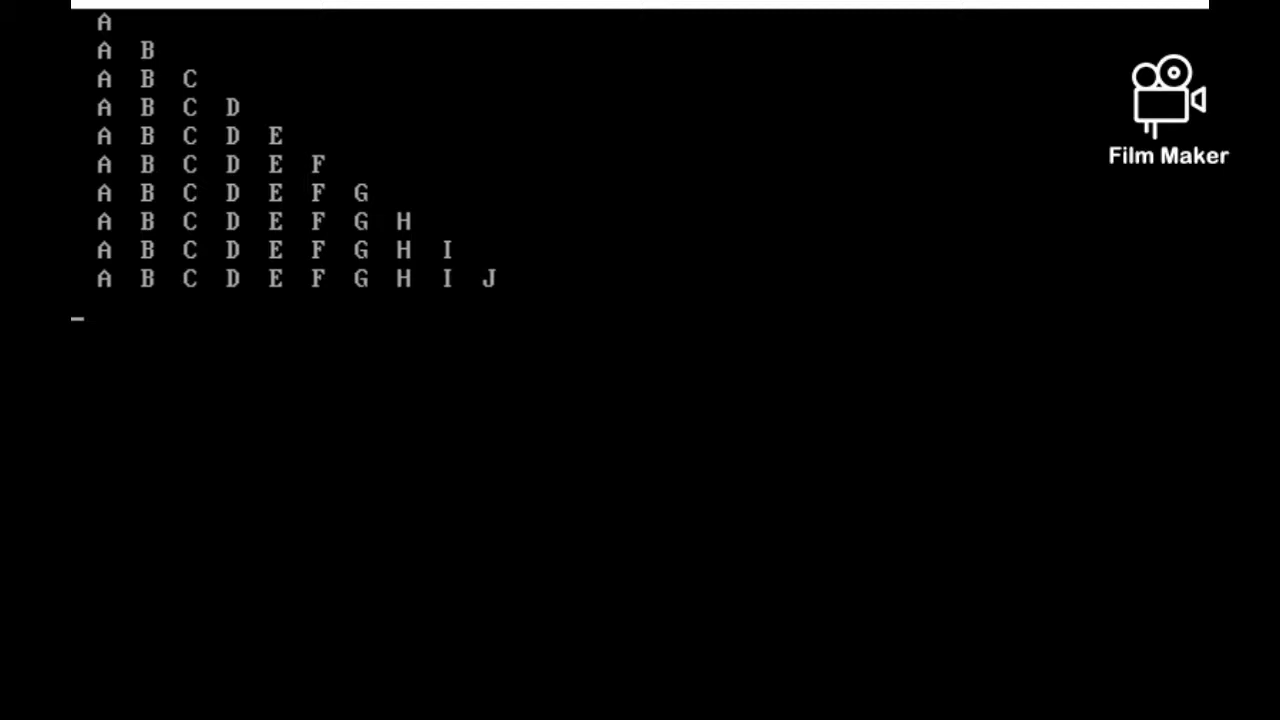 A
A B
A B C
A B C D
A B C D E
A B C D E F
A B C D E F G
A B C D E F G H
A B C D E F G H I
A B C D E F G H I J
Film Maker